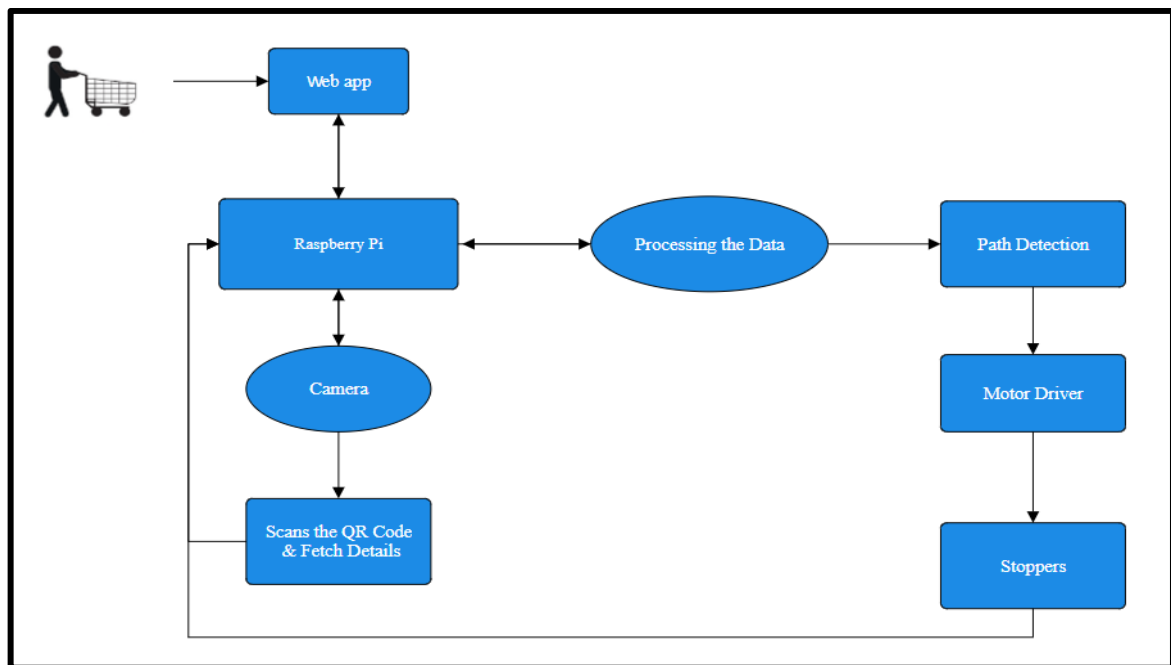 Web app
Raspberry Pi
Processing the Data
Path Detection
Camera
Motor Driver
Scans the QR Code
& Fetch Details
Stoppers